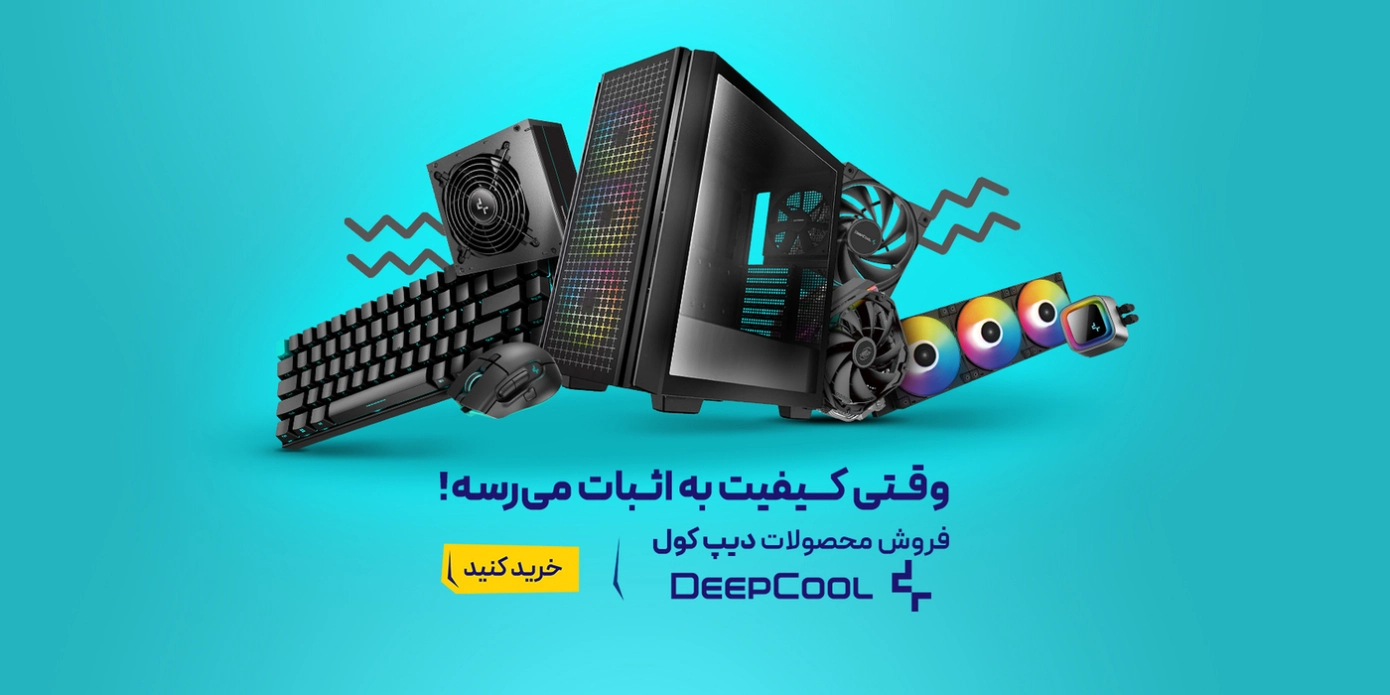 وقتی کیفیت به اثبات می‌رسه!
فروش محصولات دیپ کول
DEEPCOOL
خرید کنید